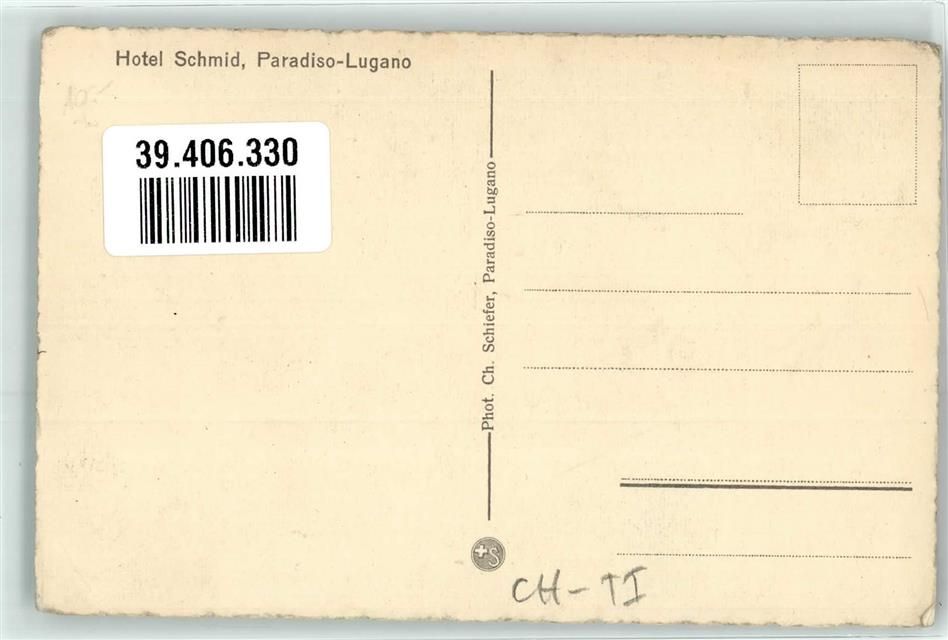 Hotel Schmid, Paradiso-Lugano
39.406.330
Phot. Ch. Schiefer, Paradiso-Lugano
S
CH-TI